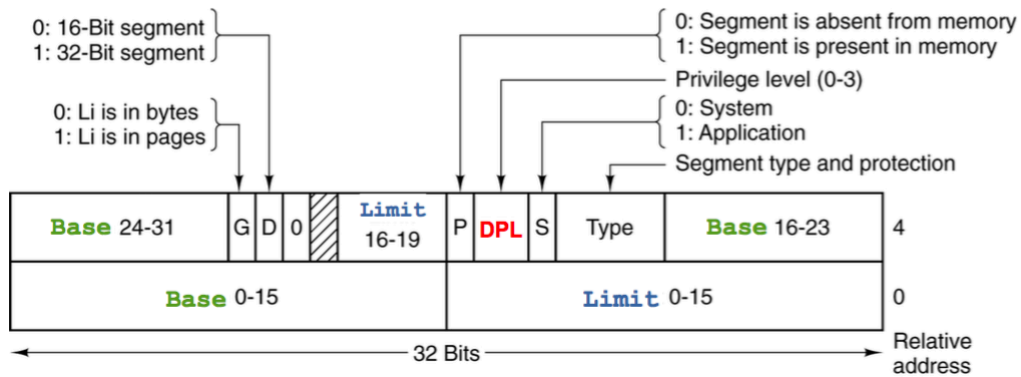 0: 16-Bit segment
1: 32-Bit segment
0: Li is in bytes
1: Li is in pages
0: Segment is absent from memory
1: Segment is present in memory
Privilege level (0-3)
0: System
1: Application
Segment type and protection
Base 24-31
G
D
0
Limit
16-19
P
DPL
S
Type
Base 16-23
4
Base 0-15
Limit 0-15
0
32 Bits
Relative
address